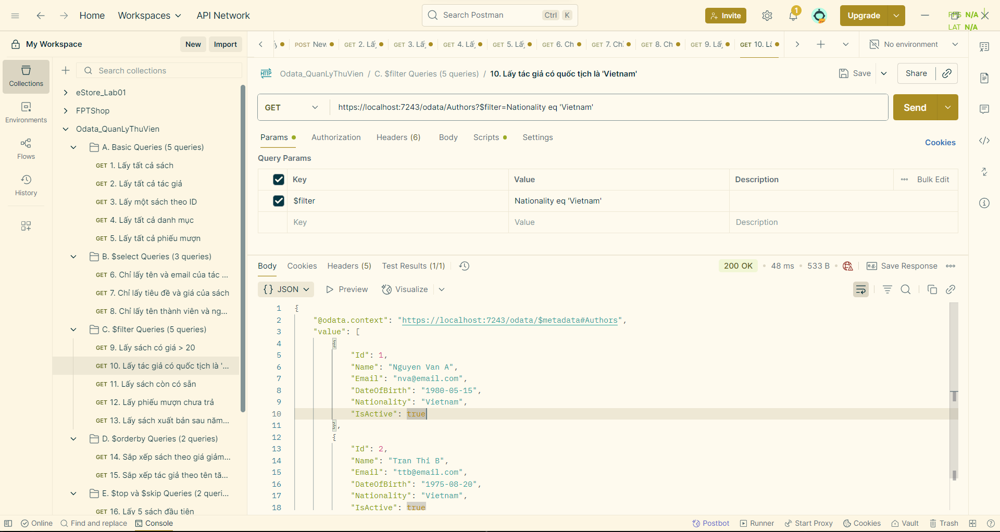 Home
Workspaces
API Network
Search Postman
Ctrl K
Invite
1
Upgrade
N/A
LAT N/A
My Workspace
New
Import
POST New
GET 2. Lấy
GET 3. Lấy
GET 4. Lấy
GET 5. Lấy
GET 6. Ch
GET 7. Chỉ
GET 8. Ch
GET 9. Lấy
GET 10. Lấ
No environment
Collections
Environments
Flows
History
Search collections
eStore_Lab01
FPTShop
Odata_QuanLyThuVien
A. Basic Queries (5 queries)
GET 1. Lấy tất cả sách
GET 2. Lấy tất cả tác giả
GET 3. Lấy một sách theo ID
GET 4. Lấy tất cả danh mục
GET 5. Lấy tất cả phiếu mượn
B. $select Queries (3 queries)
GET 6. Chỉ lấy tên và email của tác ...
GET 7. Chỉ lấy tiêu đề và giá của sách
GET 8. Chỉ lấy tên thành viên và ng...
C. $filter Queries (5 queries)
GET 9. Lấy sách có giá > 20
GET 10. Lấy tác giả có quốc tịch là '...
GET 11. Lấy sách còn có sẵn
GET 12. Lấy phiếu mượn chưa trả
GET 13. Lấy sách xuất bản sau năm...
D. $orderby Queries (2 queries)
GET 14. Sắp xếp sách theo giá giảm...
GET 15. Sắp xếp tác giả theo tên tă...
E. $top và $skip Queries (2 queri...
GET 16. Lấy 5 sách đầu tiên
HTTP Odata_QuanLyThuVien / C. $filter Queries (5 queries) / 10. Lấy tác giả có quốc tịch là 'Vietnam'
Save
Share
GET https://localhost:7243/odata/Authors?$filter=Nationality eq 'Vietnam'
Send
Params
Authorization
Headers (6)
Body
Scripts
Settings
Cookies
Query Params
Key Value Description Bulk Edit
$filter Nationality eq 'Vietnam'
Key Value Description
Body
Cookies
Headers (5)
Test Results (1/1)
200 OK
48 ms
533 B
e.g. Save Response
{} JSON
Preview
Visualize
1 {
2 "@odata.context": "https://localhost:7243/odata/$metadata#Authors",
3 "value": [
4 {
5 "Id": 1,
6 "Name": "Nguyen Van A",
7 "Email": "nva@email.com",
8 "DateOfBirth": "1980-05-15",
9 "Nationality": "Vietnam",
10 "IsActive": true
11 },
12 {
13 "Id": 2,
14 "Name": "Tran Thi B",
15 "Email": "ttb@email.com",
16 "DateOfBirth": "1975-08-20",
17 "Nationality": "Vietnam",
18 "IsActive": true
Online
Find and replace
Console
Postbot
Runner
Start Proxy
Cookies
Vault
Trash